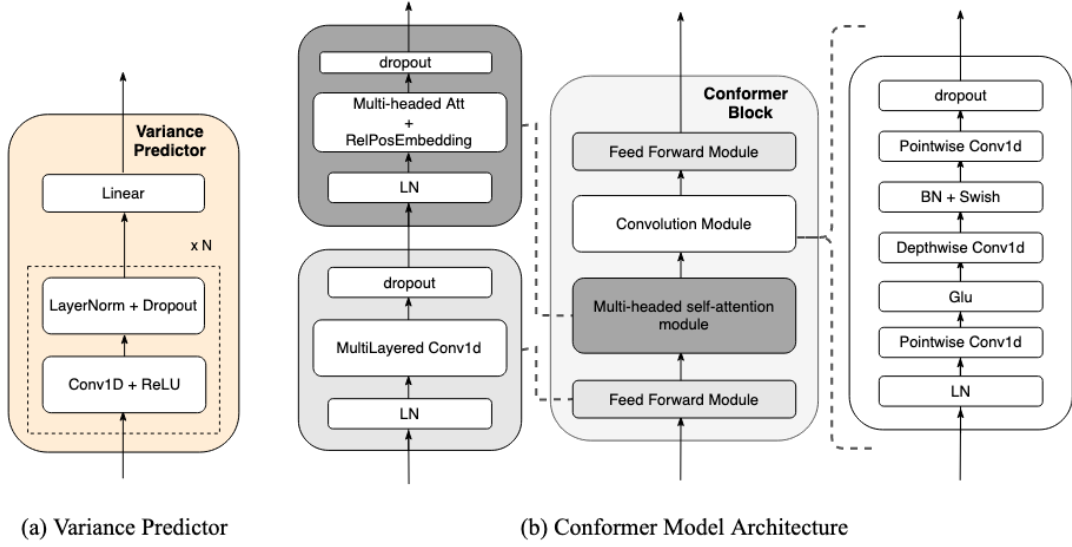 Variance
Predictor
Linear
x N
LayerNorm + Dropout
Conv1D + ReLU
dropout
Multi-headed Att
+
RelPosEmbedding
LN
dropout
MultiLayered Conv1d
LN
Conformer
Block
Feed Forward Module
Convolution Module
Multi-headed self-attention
module
Feed Forward Module
dropout
Pointwise Conv1d
BN + Swish
Depthwise Conv1d
Glu
Pointwise Conv1d
LN
(a) Variance Predictor
(b) Conformer Model Architecture